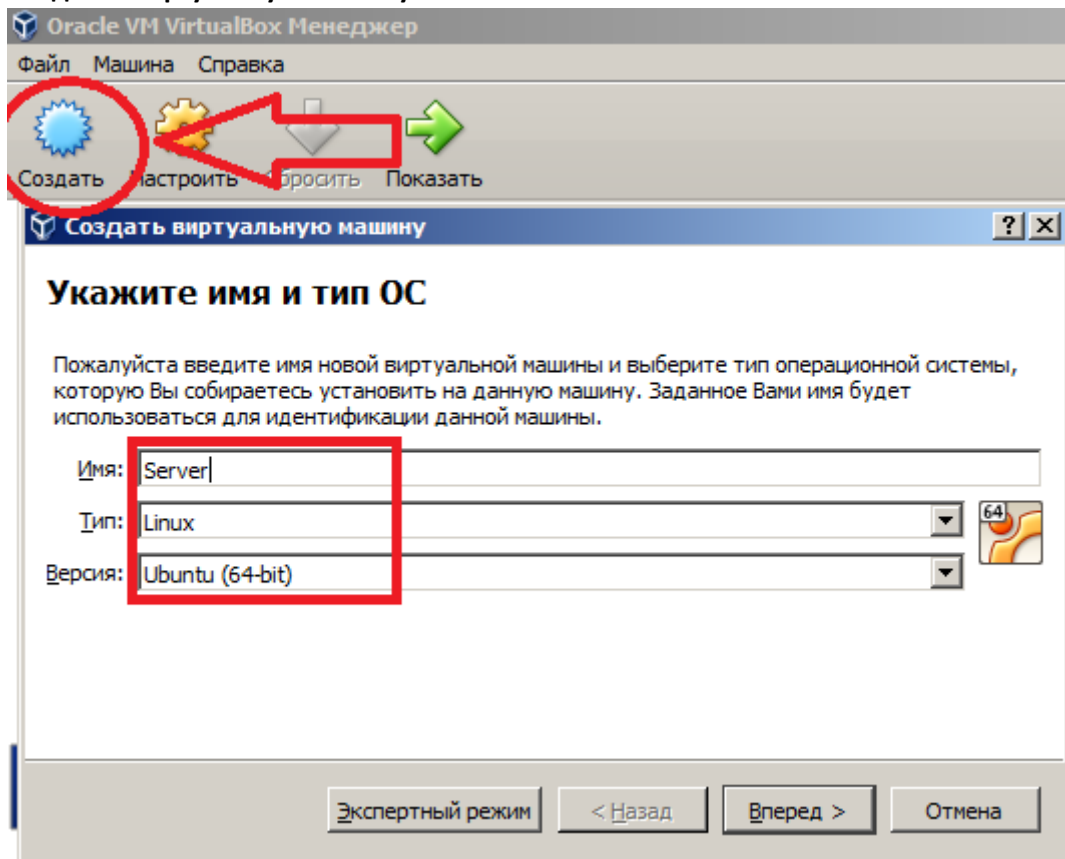 Oracle VM VirtualBox Менеджер
Файл Машина Справка
Создать Настроить Сбросить Показать
Создать виртуальную машину
Укажите имя и тип ОС
Пожалуйста введите имя новой виртуальной машины и выберите тип операционной системы,
которую Вы собираетесь установить на данную машину. Заданное Вами имя будет
использоваться для идентификации данной машины.
Имя: Server
Тип: Linux
64
Версия: Ubuntu (64-bit)
Экспертный режим < Назад Вперед > Отмена